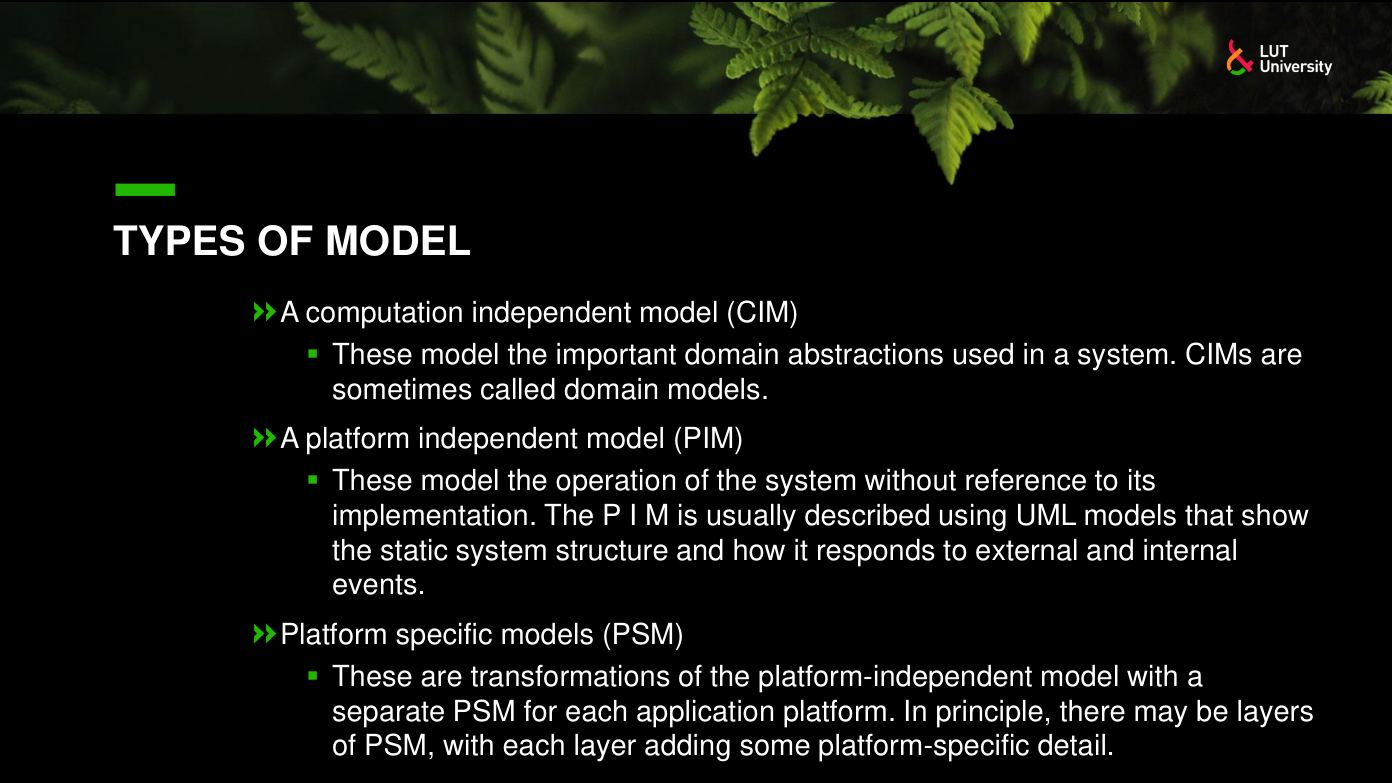 LUT
University
TYPES OF MODEL
A computation independent model (CIM)
These model the important domain abstractions used in a system. CIMs are
sometimes called domain models.
A platform independent model (PIM)
These model the operation of the system without reference to its
implementation. The P I M is usually described using UML models that show
the static system structure and how it responds to external and internal
events.
Platform specific models (PSM)
These are transformations of the platform-independent model with a
separate PSM for each application platform. In principle, there may be layers
of PSM, with each layer adding some platform-specific detail.